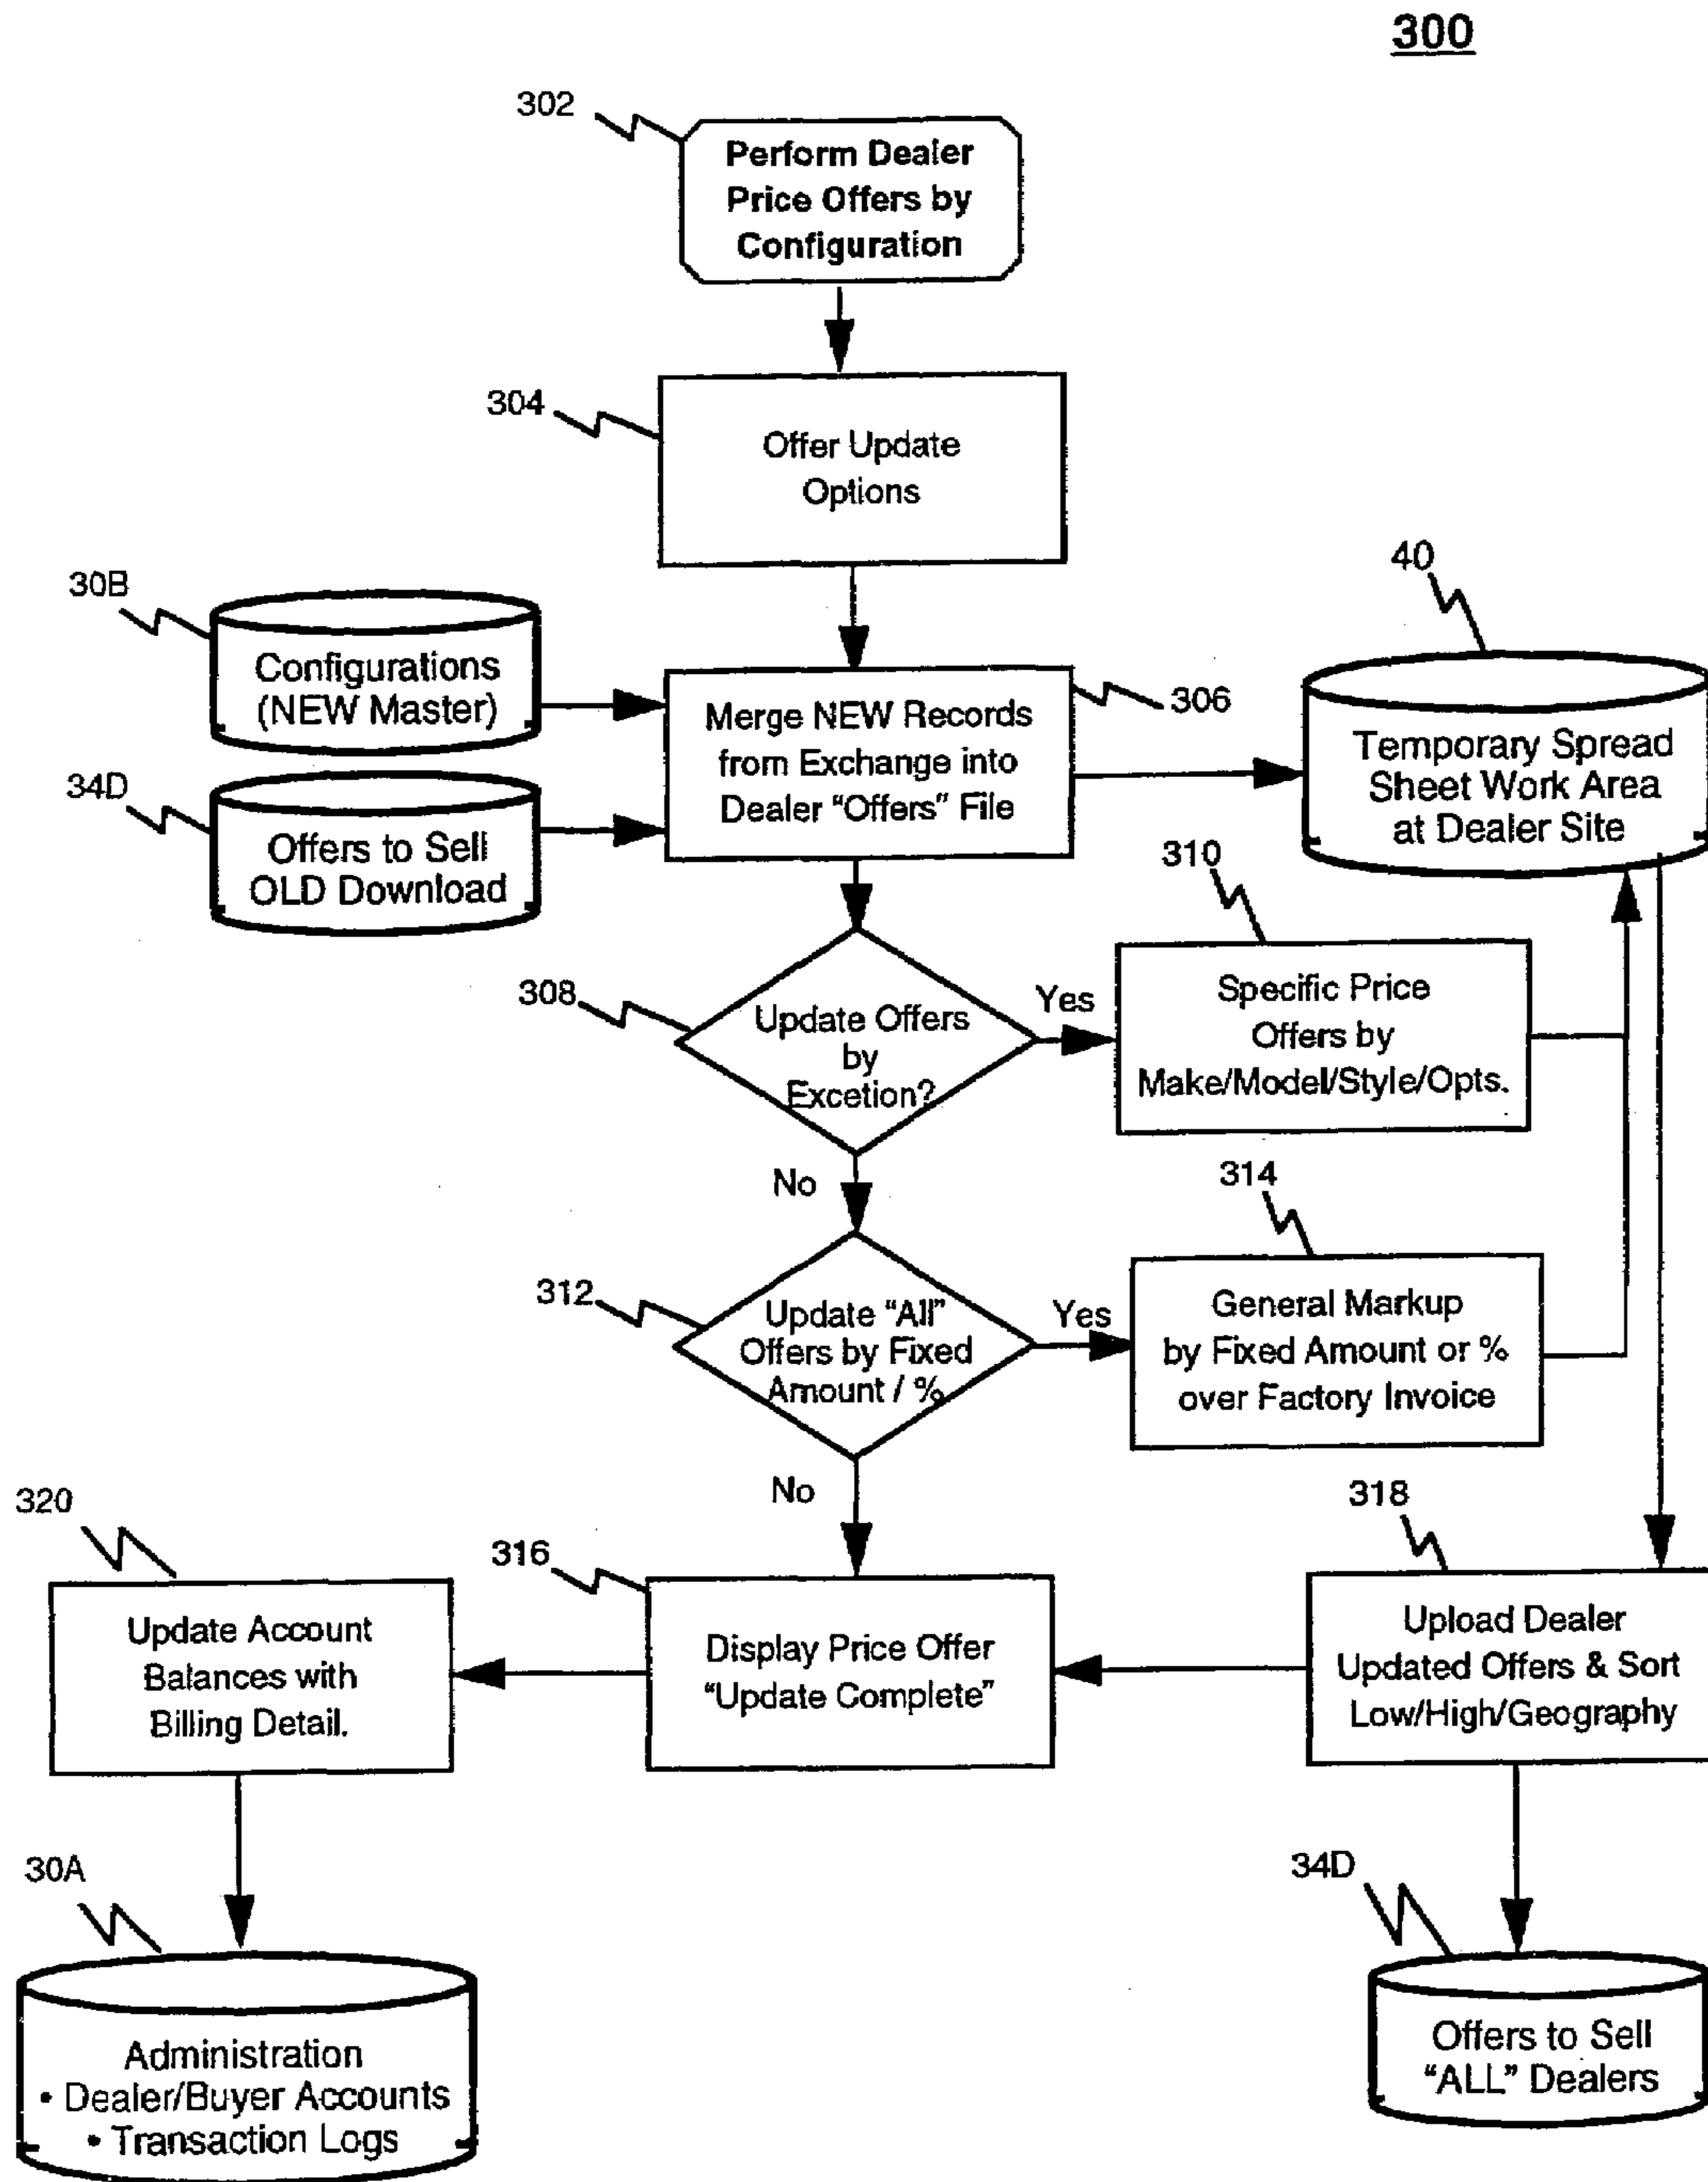 300
302
Perform Dealer
Price Offers by
Configuration
304
Offer Update
Options
30B
Configurations
(NEW Master)
34D
Offers to Sell
OLD Download
306
Merge NEW Records
from Exchange into
Dealer “Offers” File
40
Temporary Spread
Sheet Work Area
at Dealer Site
308
Update Offers
by
Excetion?
Yes
310
Specific Price
Offers by
Make/Model/Style/Opts.
No
312
Update “All”
Offers by Fixed
Amount / %
Yes
314
General Markup
by Fixed Amount or %
over Factory Invoice
No
320
Update Account
Balances with
Billing Detail.
316
Display Price Offer
“Update Complete”
318
Upload Dealer
Updated Offers & Sort
Low/High/Geography
30A
Administration
• Dealer/Buyer Accounts
• Transaction Logs
34D
Offers to Sell
“ALL” Dealers